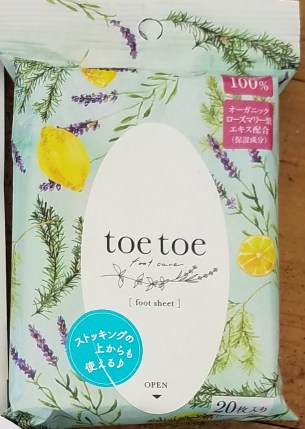 100%
オーガニック
ローズマリー葉
エキス配合
(保湿成分)
toe toe
foot care
[ foot sheet ]
ストッキングの
上からも
使える♪
OPEN
20枚入り